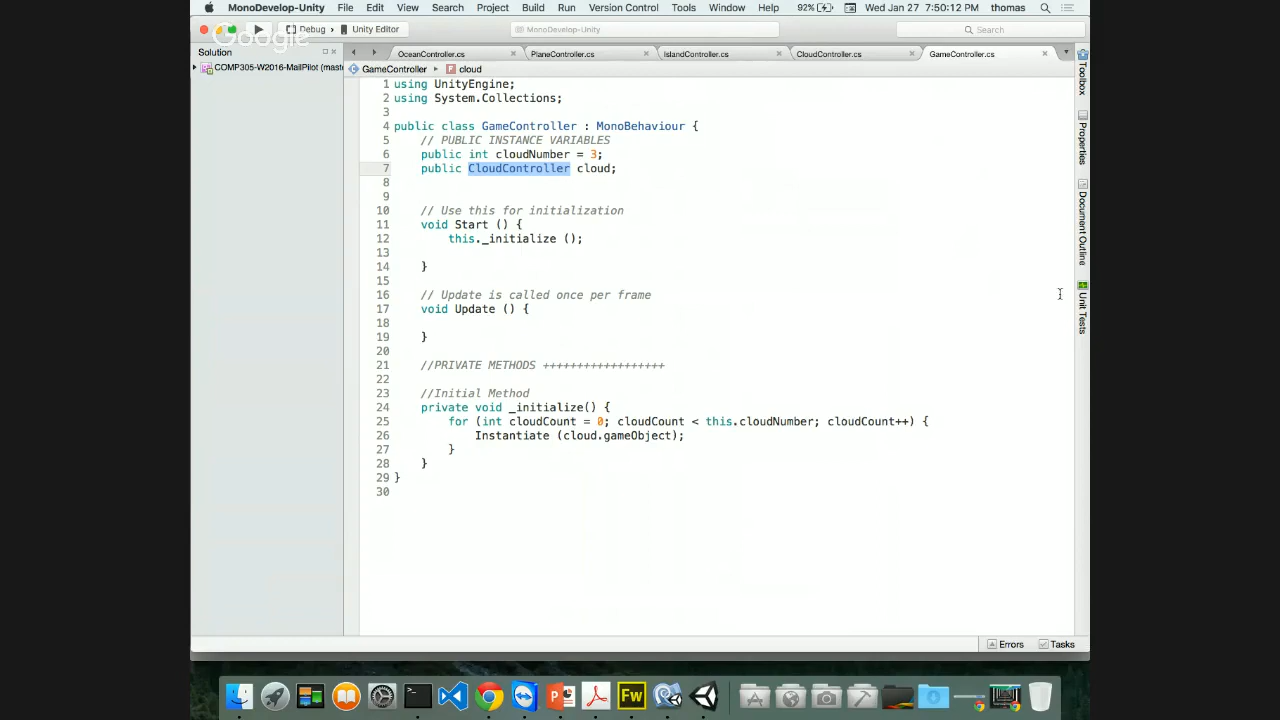 MonoDevelop-Unity File Edit View Search Project Build Run Version Control Tools Window Help 92% Wed Jan 27 7:50:12 PM thomas
Google
Debug Unity Editor MonoDevelop-Unity Search
Solution
COMP305-W2016-MailPilot (mast
OceanController.cs PlaneController.cs IslandController.cs CloudController.cs GameController.cs
GameController cloud
1 using UnityEngine;
2 using System.Collections;
3
4 public class GameController : MonoBehaviour {
5 // PUBLIC INSTANCE VARIABLES
6 public int cloudNumber = 3;
7 public CloudController cloud;
8
9
10 // Use this for initialization
11 void Start () {
12 this._initialize ();
13
14 }
15
16 // Update is called once per frame
17 void Update () {
18
19 }
20
21 //PRIVATE METHODS ++++++++++++++++++
22
23 //Initial Method
24 private void _initialize() {
25 for (int cloudCount = 0; cloudCount < this.cloudNumber; cloudCount++) {
26 Instantiate (cloud.gameObject);
27 }
28 }
29 }
30
Toolbox
Properties
Document Outline
Unit Tests
Errors Tasks
Fw